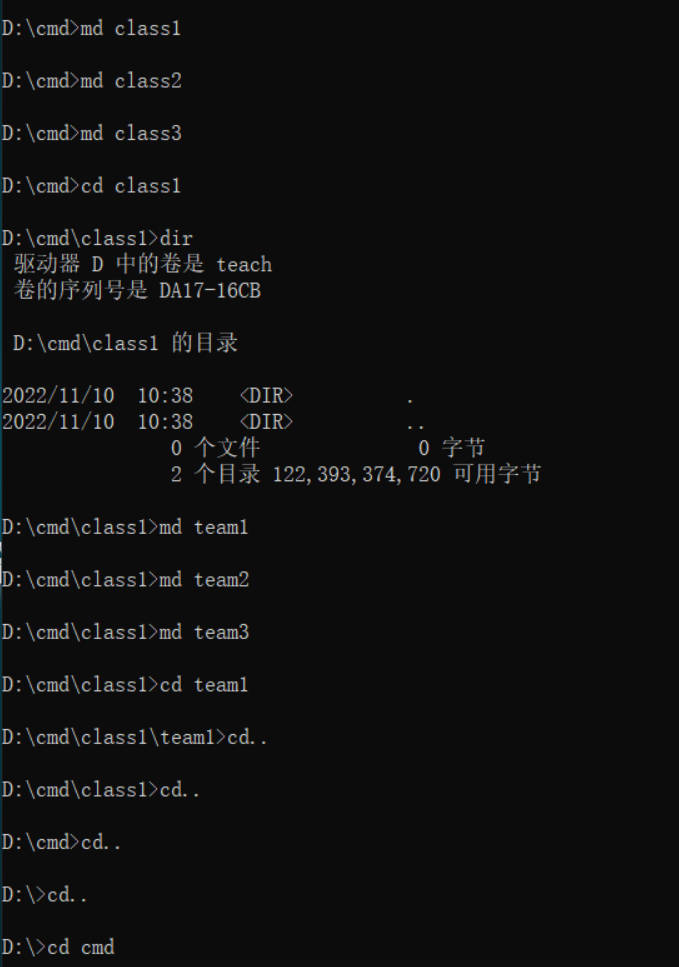 D:\cmd>md class1
D:\cmd>md class2
D:\cmd>md class3
D:\cmd>cd class1
D:\cmd\class1>dir
驱动器 D 中的卷是 teach
卷的序列号是 DA17-16CB
D:\cmd\class1 的目录
2022/11/10  10:38    <DIR>          .
2022/11/10  10:38    <DIR>          ..
0 个文件              0 字节
2 个目录 122,393,374,720 可用字节
D:\cmd\class1>md team1
D:\cmd\class1>md team2
D:\cmd\class1>md team3
D:\cmd\class1>cd team1
D:\cmd\class1\team1>cd..
D:\cmd\class1>cd..
D:\cmd>cd..
D:\>cd..
D:\>cd cmd